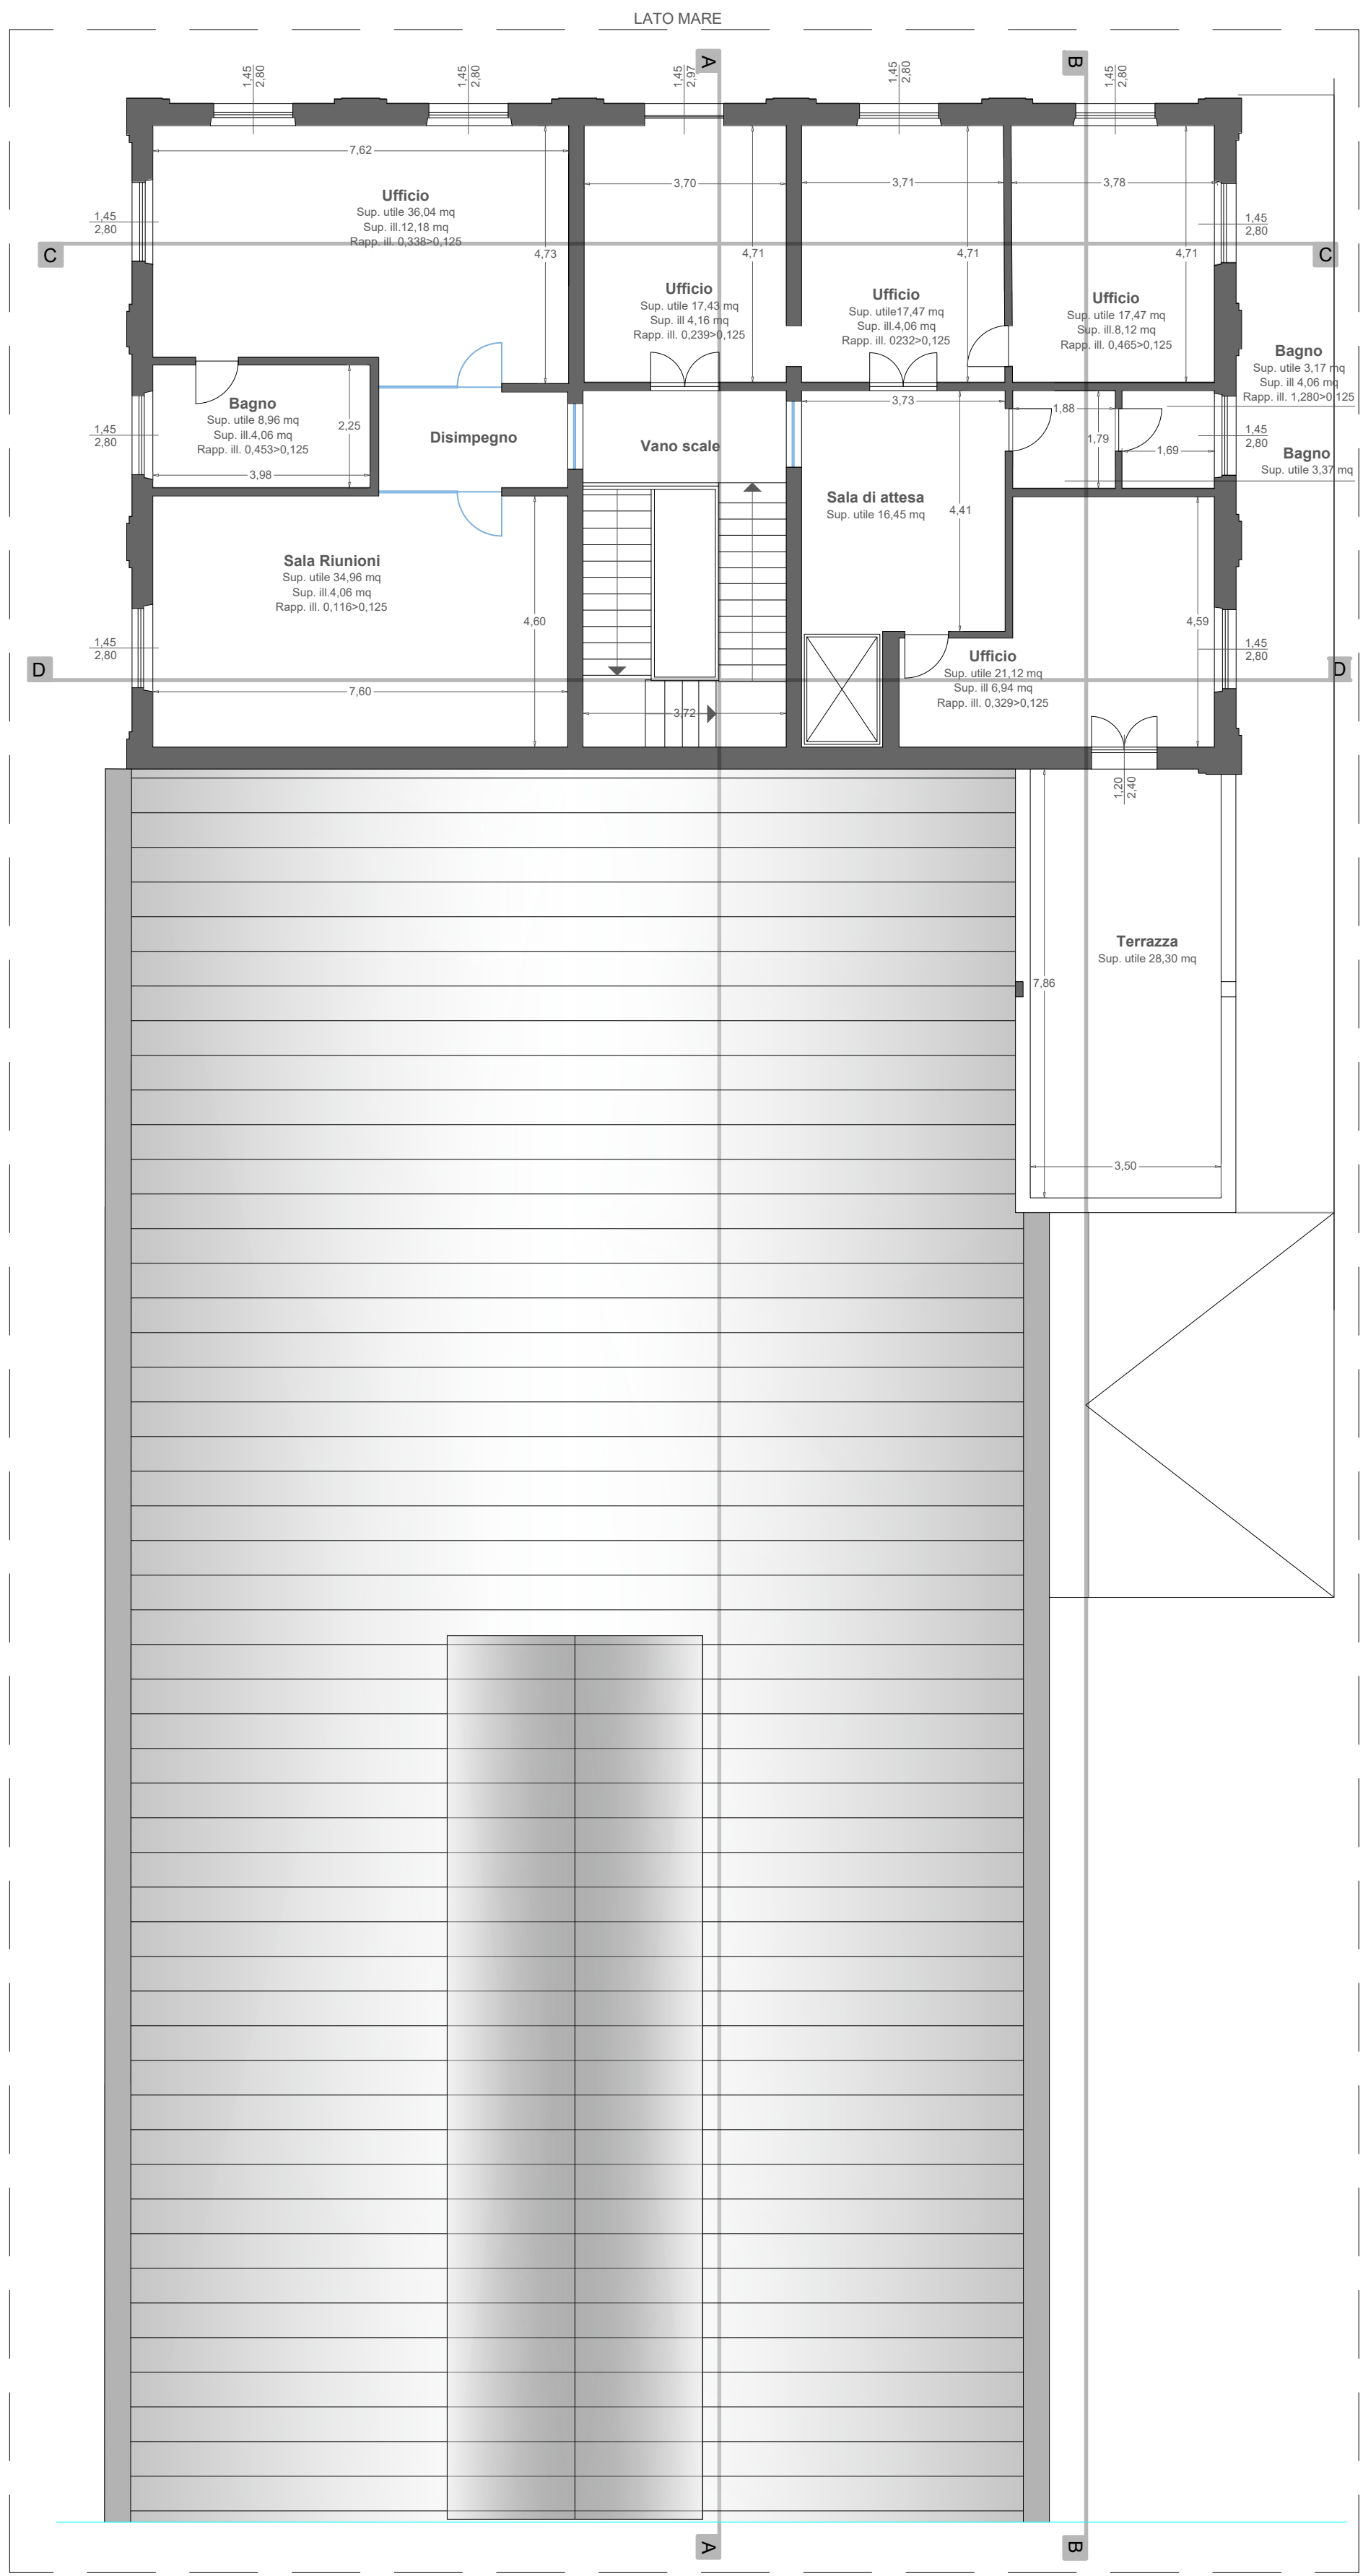 LATO MARE
A
B
1,45
2,80
1,45
2,80
1,45
2,97
1,45
2,80
1,45
2,80
7,62
3,70
3,71
3,78
Ufficio
Sup. utile 36,04 mq
Sup. ill.12,18 mq
Rapp. ill. 0,338>0,125
1,45
2,80
1,45
2,80
C
C
4,73
4,71
4,71
4,71
Ufficio
Sup. utile 17,43 mq
Sup. ill 4,16 mq
Rapp. ill. 0,239>0,125
Ufficio
Sup. utile17,47 mq
Sup. ill.4,06 mq
Rapp. ill. 0232>0,125
Ufficio
Sup. utile 17,47 mq
Sup. ill.8,12 mq
Rapp. ill. 0,465>0,125
Bagno
Sup. utile 3,17 mq
Sup. ill 4,06 mq
Rapp. ill. 1,280>0,125
Bagno
Sup. utile 8,96 mq
Sup. ill.4,06 mq
Rapp. ill. 0,453>0,125
2,25
3,98
1,45
2,80
Disimpegno
Vano scale
3,73
1,88
1,79
1,69
1,45
2,80
Bagno
Sup. utile 3,37 mq
Sala di attesa
Sup. utile 16,45 mq
4,41
Sala Riunioni
Sup. utile 34,96 mq
Sup. ill.4,06 mq
Rapp. ill. 0,116>0,125
4,60
4,59
1,45
2,80
1,45
2,80
D
D
Ufficio
Sup. utile 21,12 mq
Sup. ill 6,94 mq
Rapp. ill. 0,329>0,125
7,60
3,72
1,20
2,40
Terrazza
Sup. utile 28,30 mq
7,86
3,50
A
B